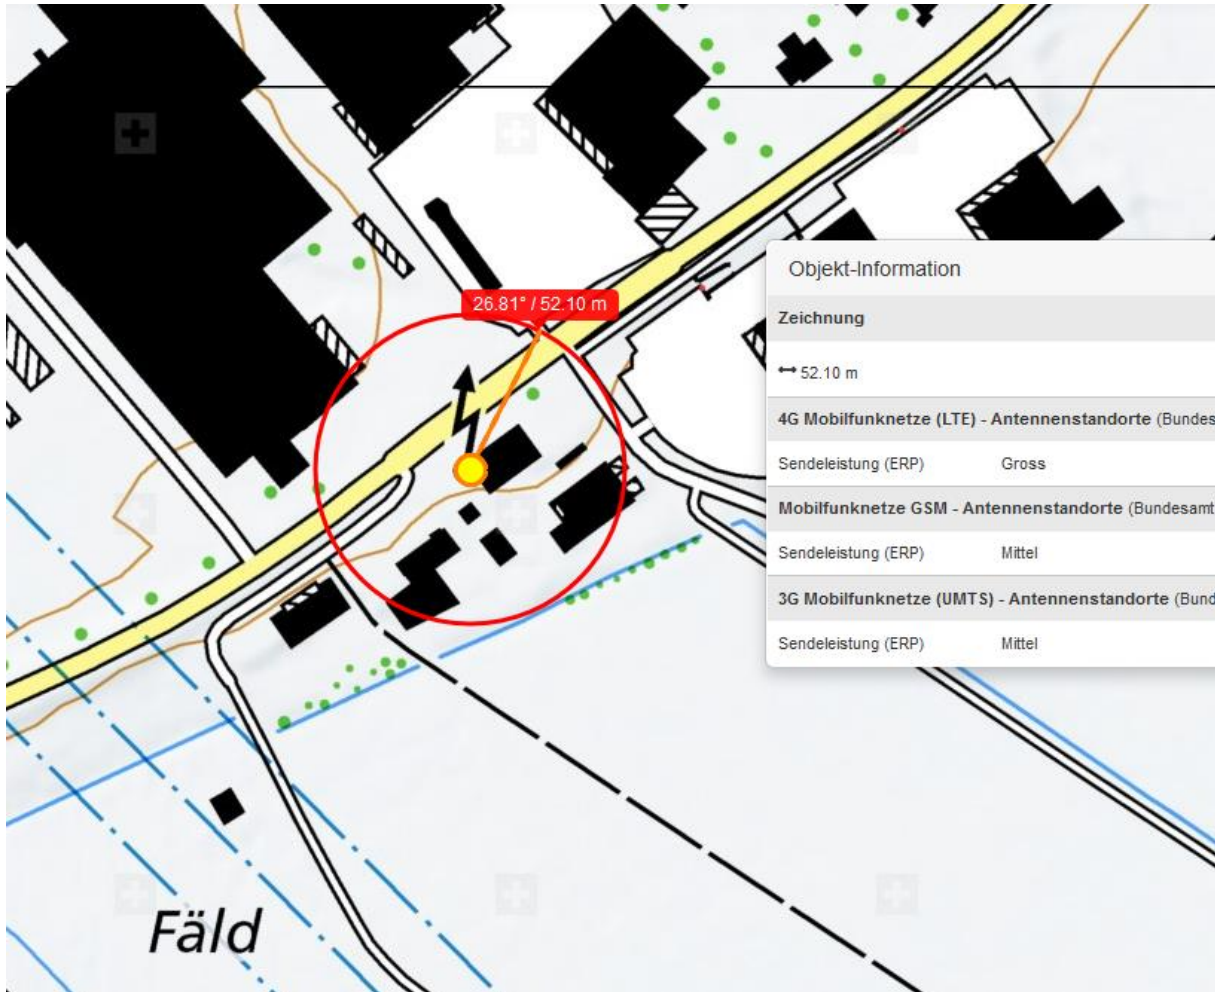 26.81° / 52.10 m
Objekt-Information
Zeichnung
52.10 m
4G Mobilfunknetze (LTE) - Antennenstandorte (Bundes
Sendeleistung (ERP) Gross
Mobilfunknetze GSM - Antennenstandorte (Bundesamt
Sendeleistung (ERP) Mittel
3G Mobilfunknetze (UMTS) - Antennenstandorte (Bund
Sendeleistung (ERP) Mittel
Fäld